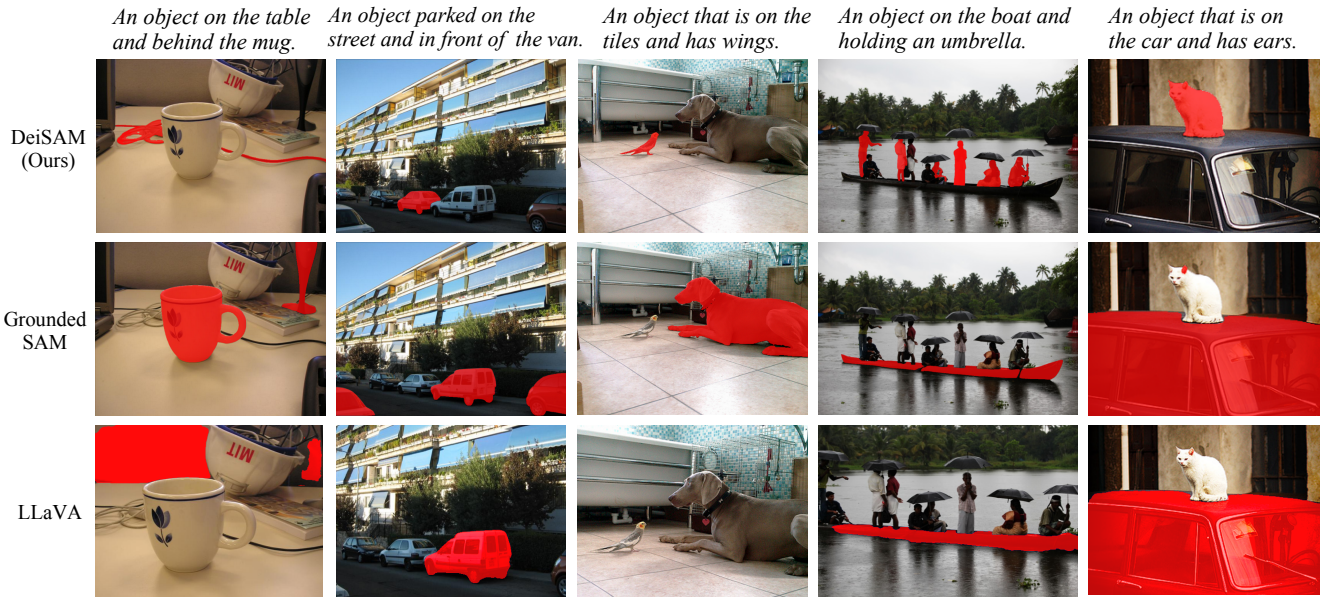 An object on the table
and behind the mug.
An object parked on the
street and in front of the van.
An object that is on the
tiles and has wings.
An object on the boat and
holding an umbrella.
An object that is on
the car and has ears.
DeiSAM
(Ours)
MIT
Grounded
SAM
MIT
LLaVA
MIT